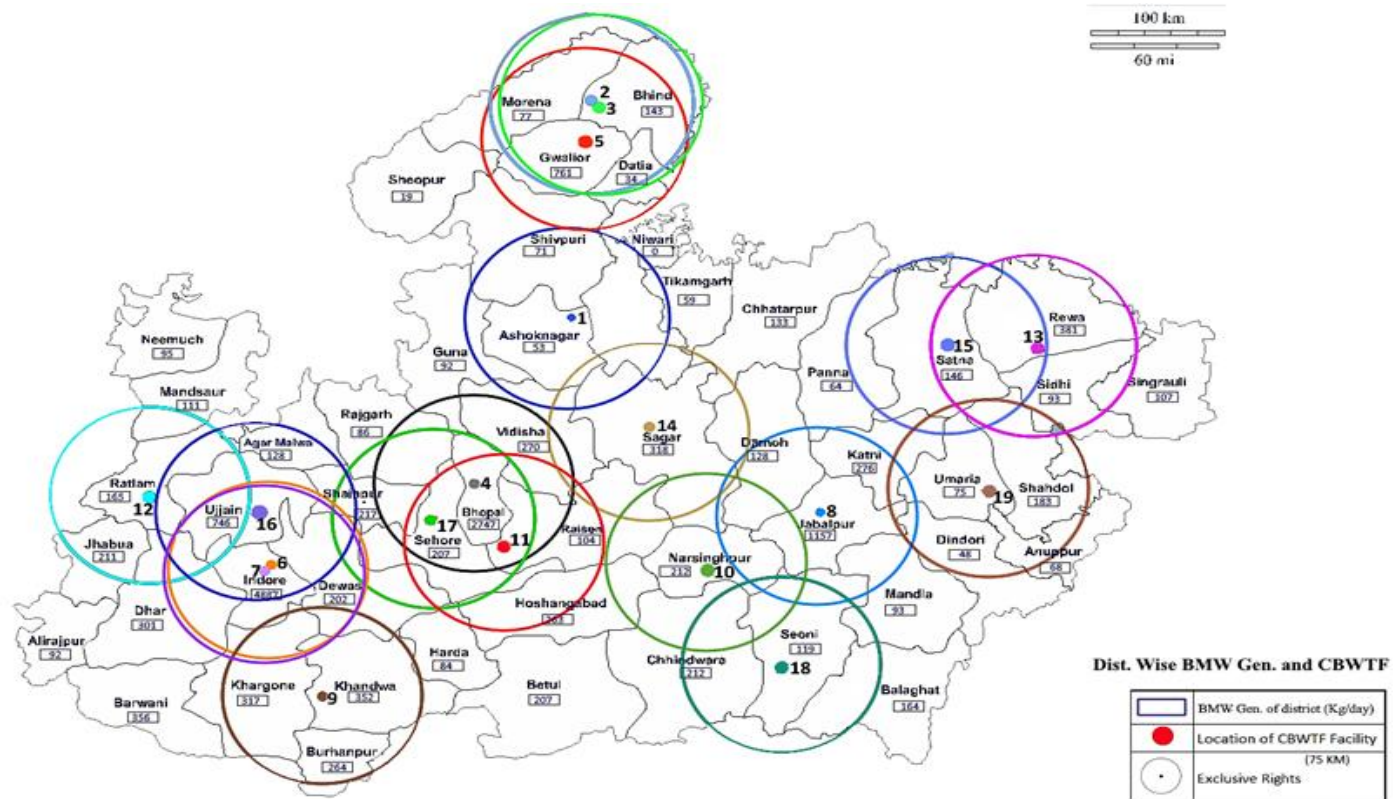 100 km
60 mi
2
3
Morena
77
Bhind
143
5
Gwalior
761
Datia
34
Sheopur
19
Shivpuri
71
Niwari
0
Tikamgarh
59
Chhatarpur
133
1
Ashoknagar
53
Guna
92
Neemuch
95
Mandsaur
111
Rewa
381
13
15
Satna
146
Panna
64
Sidhi
93
Singrauli
107
Rajgarh
86
Vidisha
270
14
Sagar
318
Damoh
128
Katni
276
Agar Malwa
128
Ratlam
165
12
Ujjain
746
16
Shajapur
217
4
Bhopal
2747
17
Sehore
207
11
Raisen
104
8
Jabalpur
1157
Umaria
75
19
Shahdol
183
Dindori
48
Anuppur
68
Jhabua
211
6
7
Indore
4887
Dewas
202
Narsinghpur
212
10
Hoshangabad
Mandla
93
Dhar
301
Alirajpur
92
Barwani
356
Khargone
317
9
Khandwa
352
Harda
84
Betul
207
Chhindwara
212
Seoni
119
18
Balaghat
164
Burhanpur
264
Dist. Wise BMW Gen. and CBWTF
BMW Gen. of district (Kg/day)
Location of CBWTF Facility
(75 KM)
Exclusive Rights